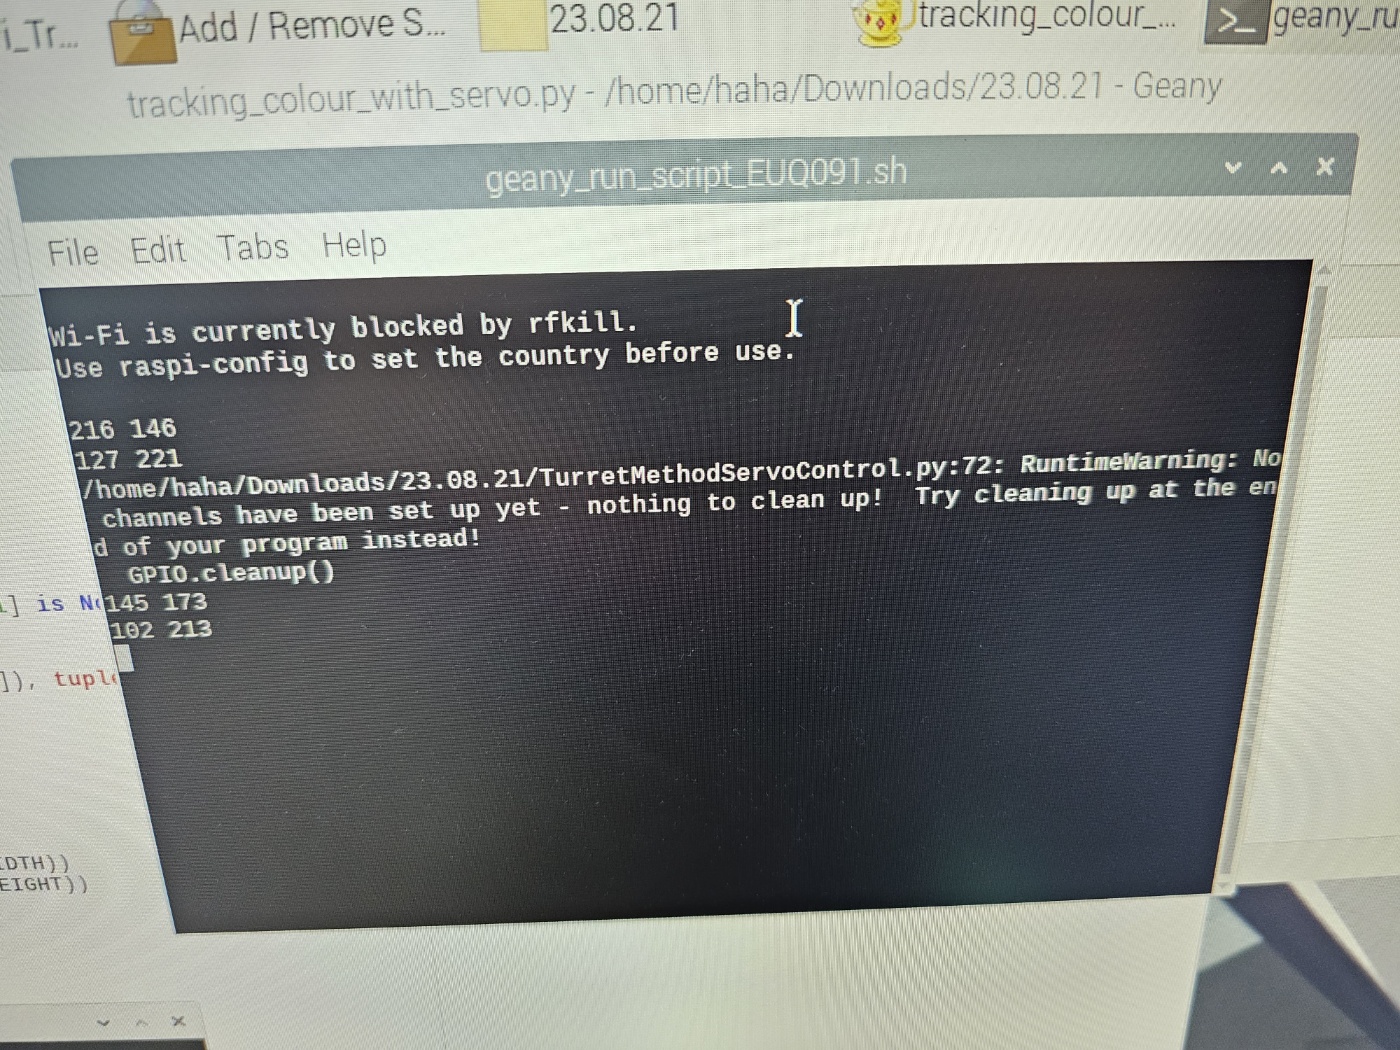 i_Tr...
Add / Remove S...
23.08.21
tracking_colour_...
geany_ru
tracking_colour_with_servo.py - /home/haha/Downloads/23.08.21 - Geany
geany_run_script_EUQ091.sh
File Edit Tabs Help
Wi-Fi is currently blocked by rfkill.
Use raspi-config to set the country before use.
216 146
127 221
/home/haha/Downloads/23.08.21/TurretMethodServoControl.py:72: RuntimeWarning: No
channels have been set up yet - nothing to clean up!  Try cleaning up at the en
d of your program instead!
GPIO.cleanup()
] is N
145 173
102 213
]), tupl
IDTH))
EIGHT))